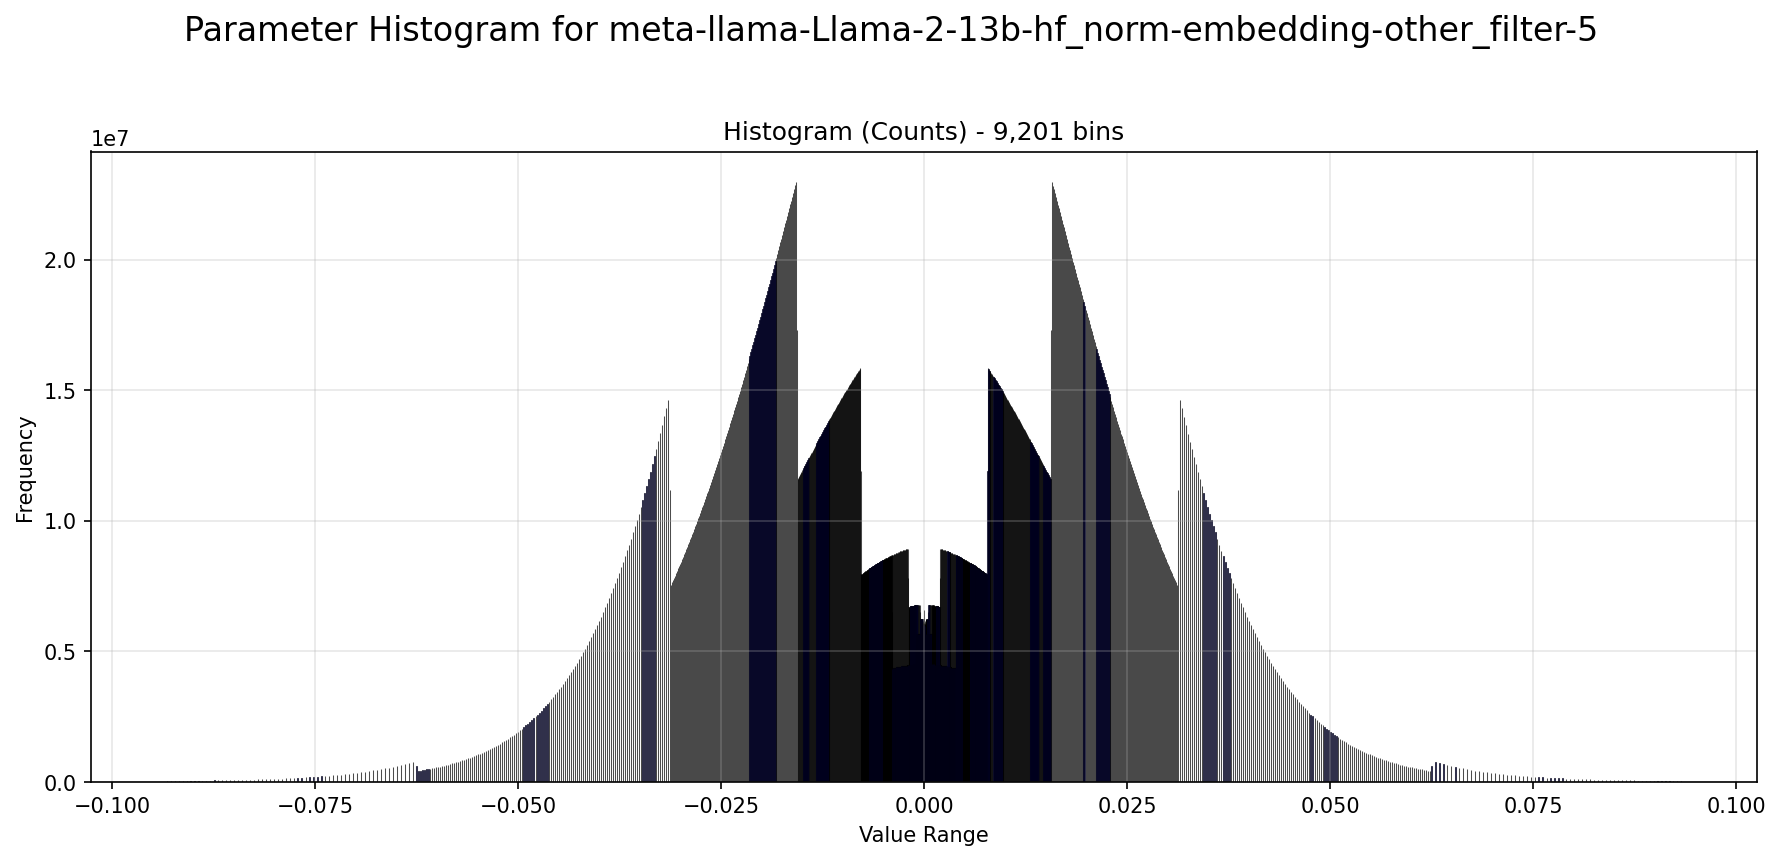 Parameter Histogram for meta-llama-Llama-2-13b-hf_norm-embedding-other_filter-5
Histogram (Counts) - 9,201 bins
1e7
2.0
1.5
1.0
0.5
0.0
Frequency
−0.100 −0.075 −0.050 −0.025 0.000 0.025 0.050 0.075 0.100
Value Range